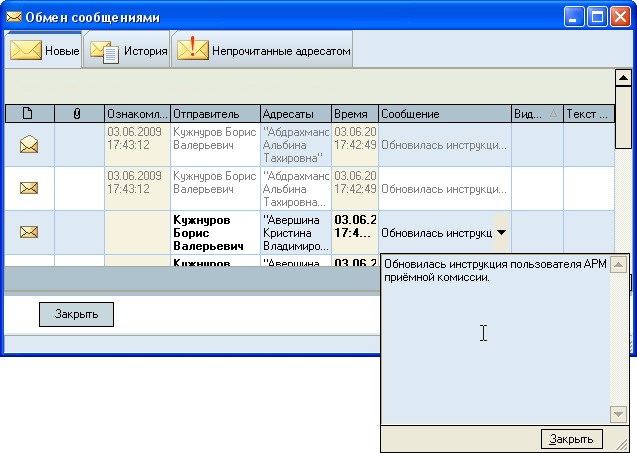 Обмен сообщениями
Новые
История
Непрочитанные адресатом
Ознакомл... Отправитель Адресаты Время Сообщение Вид... Текст ...
03.06.2009 Кужнуров Борис "Абдрахманс 03.06.20
17:43:12 Валерьевич Альбина 17:42:49 Обновилась инструкци...
Тахировна"
03.06.2009 Кужнуров Борис "Абдрахманс 03.06.20
17:43:12 Валерьевич Альбина 17:42:49 Обновилась инструкци...
Тахировна...
Кужнуров "Авершина 03.06.2
Борис Кристина 17:4... Обновилась инструкц
Валерьевич Владимиро...
Кужнуров "Авершина 03.06.2
Обновилась инструкция пользователя АРМ
приёмной комиссии.
Закрыть
Закрыть